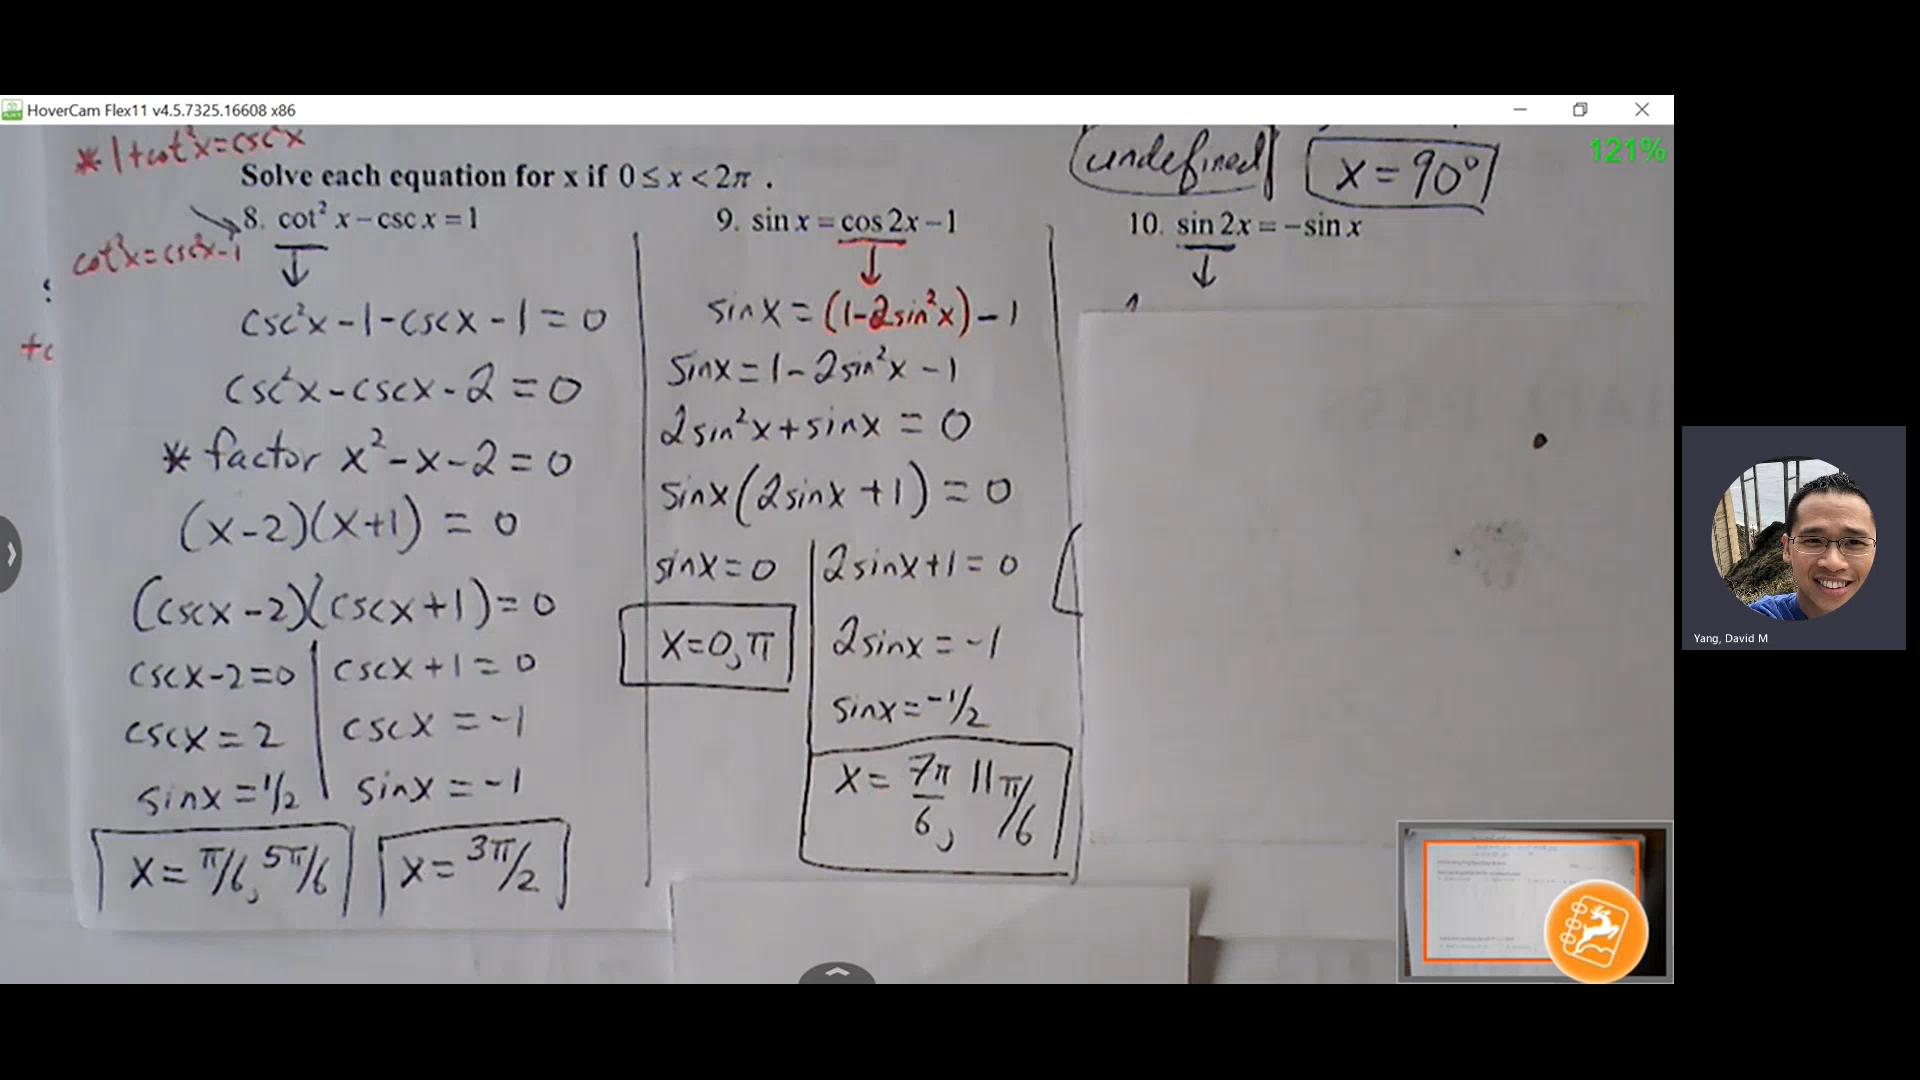 HoverCam Flex11 v4.5.7325.16608 x86
121%
* 1+cot²x=csc²x
undefined
x=90°
Solve each equation for x if 0 ≤ x < 2π .
8. cot² x – csc x = 1
cot²x=csc²x-1
csc²x-1-cscx-1=0
csc²x-cscx-2=0
* factor x²-x-2=0
(x-2)(x+1)=0
(cscx-2)(cscx+1)=0
cscx-2=0
cscx=2
sinx=1/2
x=π/6, 5π/6
cscx+1=0
cscx=-1
sinx=-1
x=3π/2
9. sin x = cos 2x – 1
sinx=(1-2sin²x)-1
sinx=1-2sin²x-1
2sin²x+sinx=0
sinx(2sinx+1)=0
sinx=0
x=0,π
2sinx+1=0
2sinx=-1
sinx=-1/2
x=7π/6, 11π/6
10. sin 2x = –sin x
Yang, David M